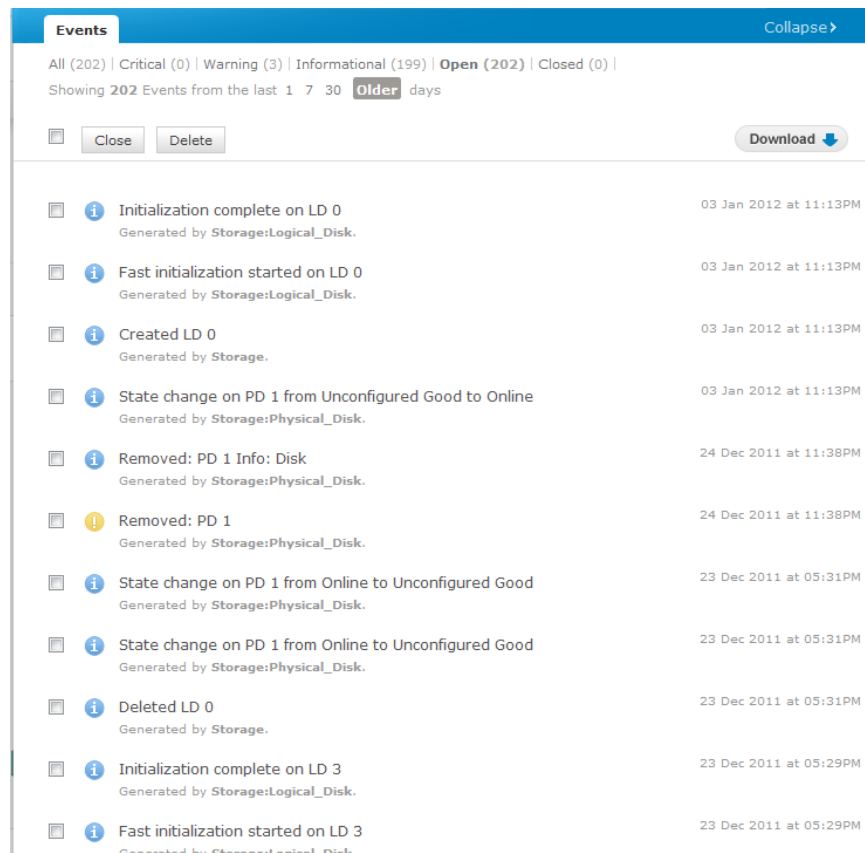 Events
Collapse
All (202) | Critical (0) | Warning (3) | Informational (199) | Open (202) | Closed (0) |
Showing 202 Events from the last 1 7 30 Older days
Close Delete Download
Initialization complete on LD 0 03 Jan 2012 at 11:13PM
Generated by Storage:Logical_Disk.
Fast initialization started on LD 0 03 Jan 2012 at 11:13PM
Generated by Storage:Logical_Disk.
Created LD 0 03 Jan 2012 at 11:13PM
Generated by Storage.
State change on PD 1 from Unconfigured Good to Online 03 Jan 2012 at 11:13PM
Generated by Storage:Physical_Disk.
Removed: PD 1 Info: Disk 24 Dec 2011 at 11:38PM
Generated by Storage:Physical_Disk.
Removed: PD 1 24 Dec 2011 at 11:38PM
Generated by Storage:Physical_Disk.
State change on PD 1 from Online to Unconfigured Good 23 Dec 2011 at 05:31PM
Generated by Storage:Physical_Disk.
State change on PD 1 from Online to Unconfigured Good 23 Dec 2011 at 05:31PM
Generated by Storage:Physical_Disk.
Deleted LD 0 23 Dec 2011 at 05:31PM
Generated by Storage.
Initialization complete on LD 3 23 Dec 2011 at 05:29PM
Generated by Storage:Logical_Disk.
Fast initialization started on LD 3 23 Dec 2011 at 05:29PM
Generated by Storage:Logical_Disk.